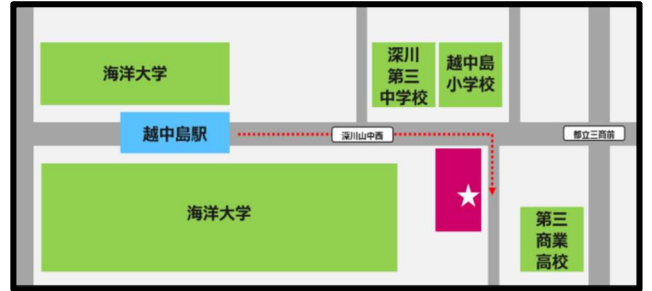 海洋大学
深川
第三
中学校
越中島
小学校
越中島駅
深川三中西
都立三商前
海洋大学
第三
商業
高校